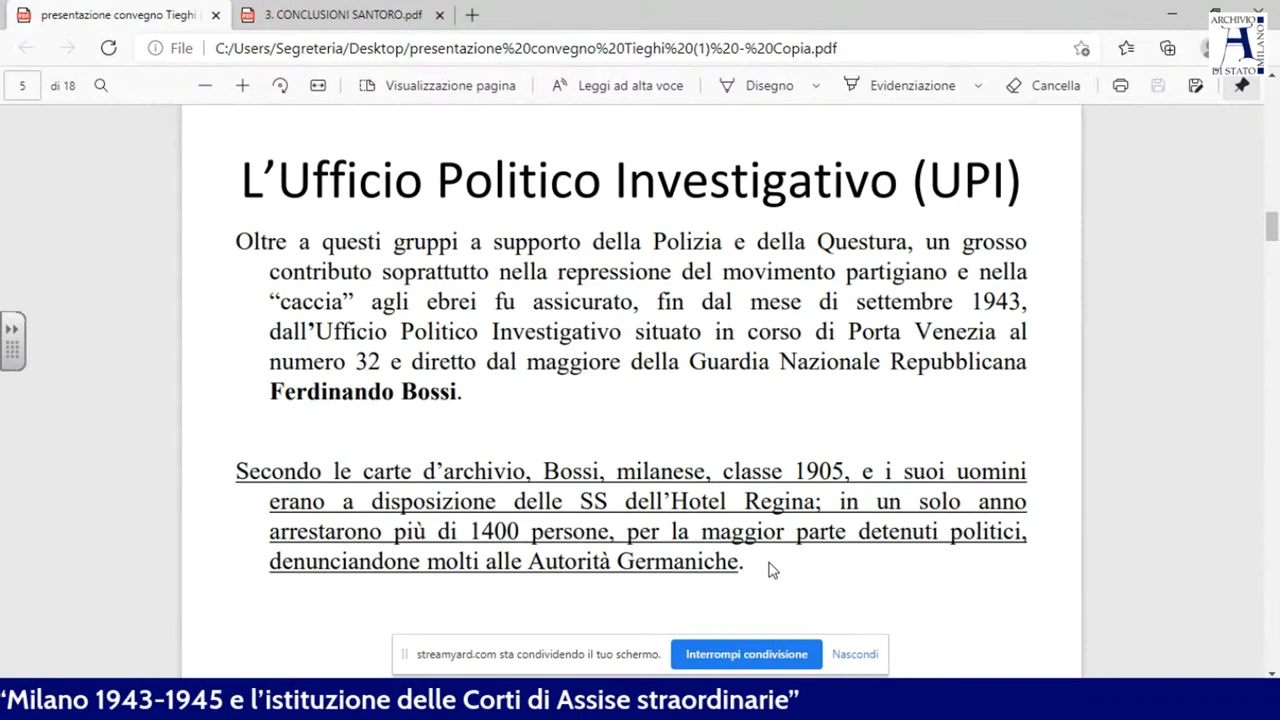 presentazione convegno Tieghi
3. CONCLUSIONI SANTORO.pdf
ARCHIVIO
DI STATO
MILANO
File
C:/Users/Segreteria/Desktop/presentazione%20convegno%20Tieghi%20(1)%20-%20Copia.pdf
5 di 18
Visualizzazione pagina
Leggi ad alta voce
Disegno
Evidenziazione
Cancella
L’Ufficio Politico Investigativo (UPI)
Oltre a questi gruppi a supporto della Polizia e della Questura, un grosso
contributo soprattutto nella repressione del movimento partigiano e nella
“caccia” agli ebrei fu assicurato, fin dal mese di settembre 1943,
dall’Ufficio Politico Investigativo situato in corso di Porta Venezia al
numero 32 e diretto dal maggiore della Guardia Nazionale Repubblicana
Ferdinando Bossi.
Secondo le carte d’archivio, Bossi, milanese, classe 1905, e i suoi uomini
erano a disposizione delle SS dell’Hotel Regina; in un solo anno
arrestarono più di 1400 persone, per la maggior parte detenuti politici,
denunciandone molti alle Autorità Germaniche.
streamyard.com sta condividendo il tuo schermo.
Interrompi condivisione
Nascondi
“Milano 1943-1945 e l’istituzione delle Corti di Assise straordinarie”